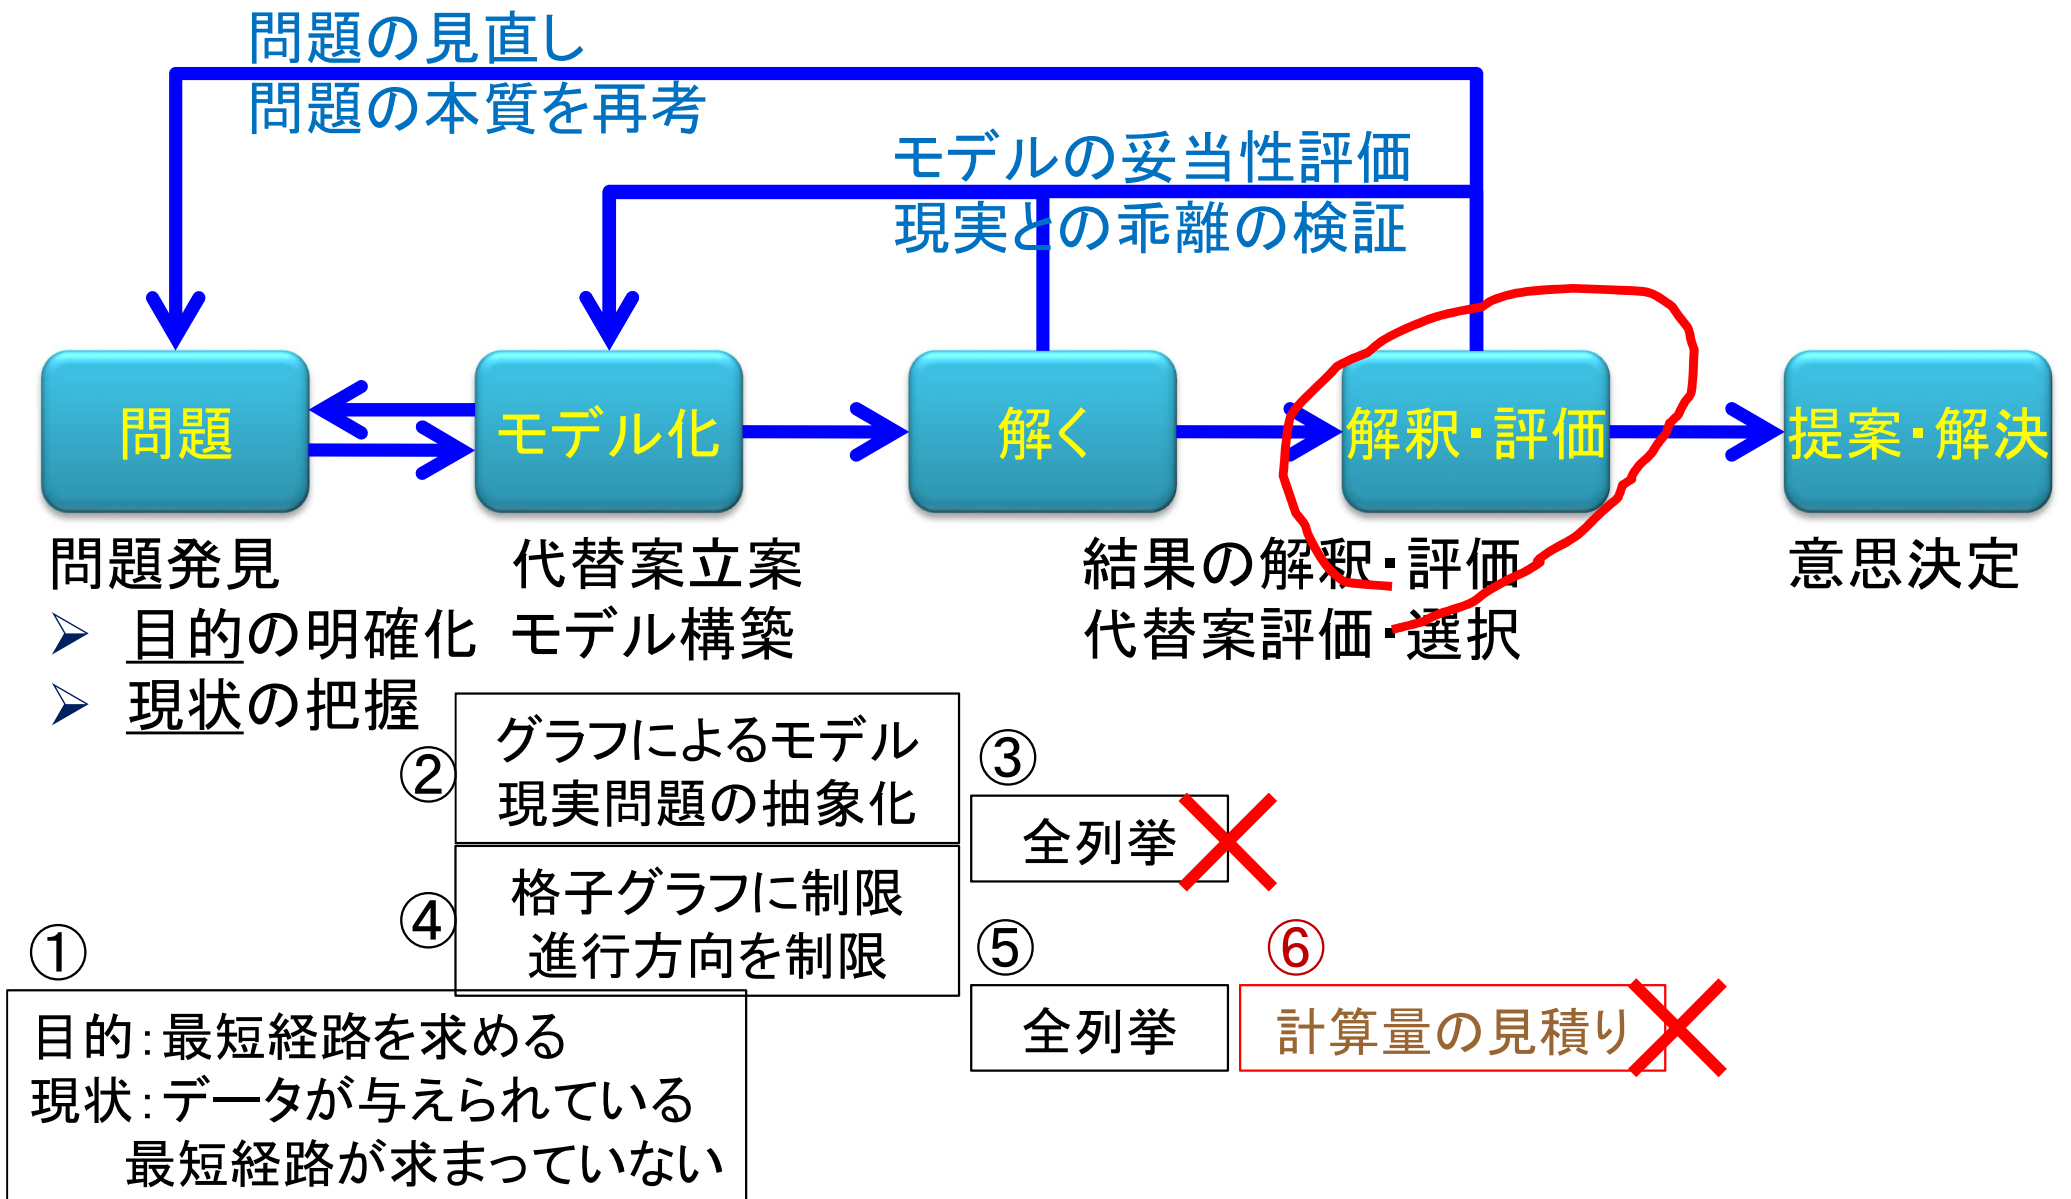 問題の見直し
問題の本質を再考
モデルの妥当性評価
現実との乖離の検証
問題
モデル化
解く
解釈・評価
提案・解決
問題発見
➢ 目的の明確化
➢ 現状の把握
代替案立案
モデル構築
結果の解釈・評価
代替案評価・選択
意思決定
②
グラフによるモデル
現実問題の抽象化
③
全列挙
④
格子グラフに制限
進行方向を制限
⑤
全列挙
⑥
計算量の見積り
①
目的：最短経路を求める
現状：データが与えられている
最短経路が求まっていない